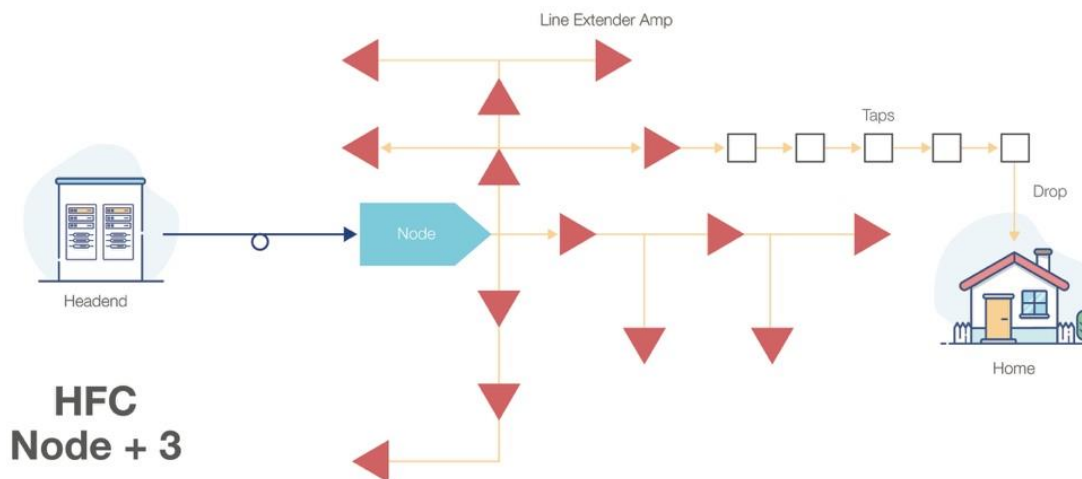 Line Extender Amp
Taps
Node
Drop
Headend
Home
HFC
Node + 3